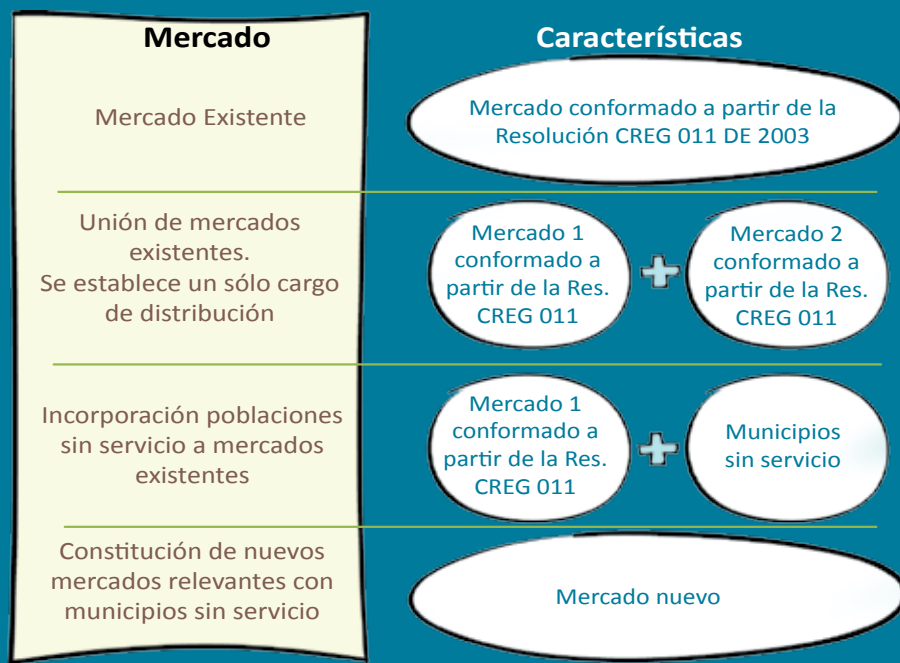 Mercado
Características
Mercado Existente
Mercado conformado a partir de la
Resolución CREG 011 DE 2003
Unión de mercados
existentes.
Se establece un sólo cargo
de distribución
Mercado 1
conformado a
partir de la Res.
CREG 011
+
Mercado 2
conformado a
partir de la Res.
CREG 011
Incorporación poblaciones
sin servicio a mercados
existentes
Mercado 1
conformado a
partir de la Res.
CREG 011
+
Municipios
sin servicio
Constitución de nuevos
mercados relevantes con
municipios sin servicio
Mercado nuevo